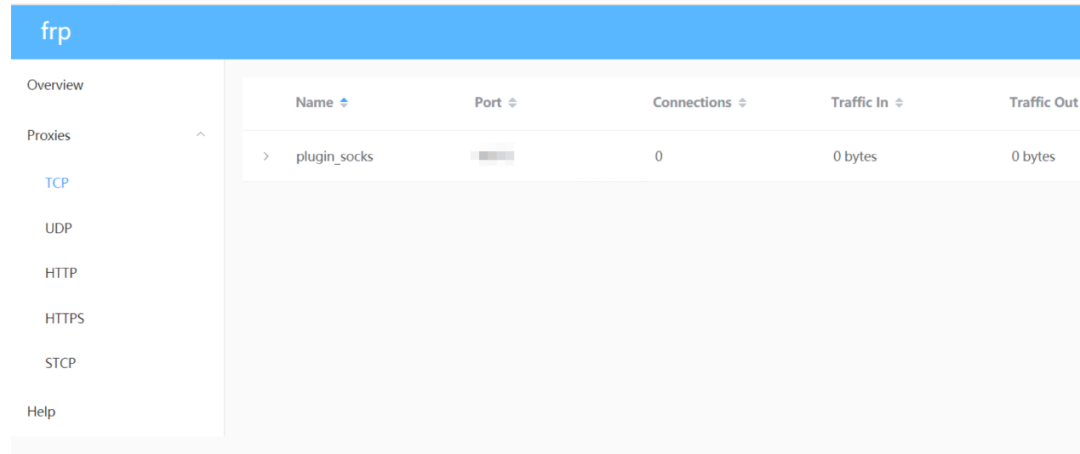 frp
Overview
Proxies
TCP
UDP
HTTP
HTTPS
STCP
Help
Name Port Connections Traffic In Traffic Out
plugin_socks 0 0 bytes 0 bytes